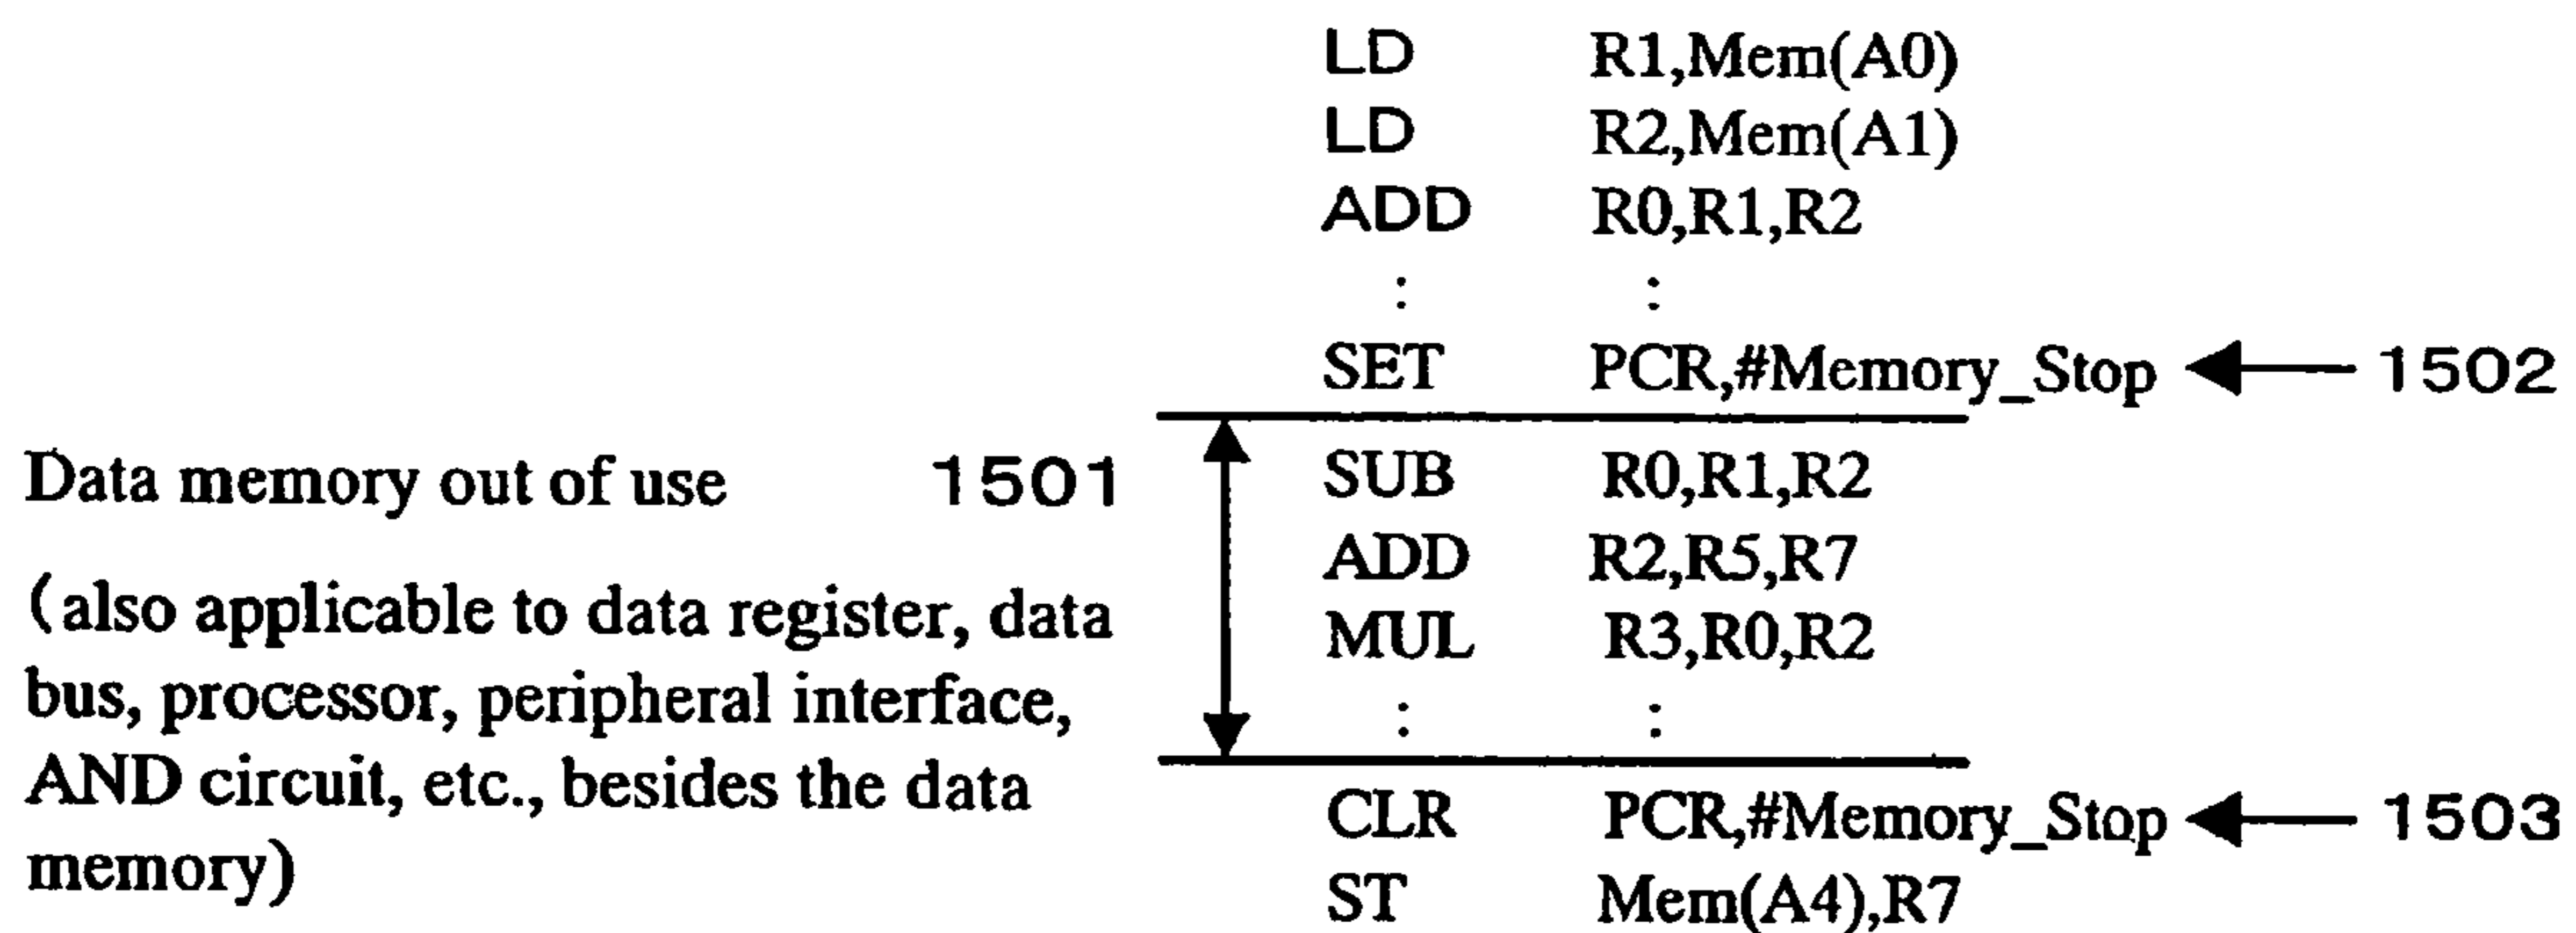 LD R1,Mem(A0)
LD R2,Mem(A1)
ADD R0,R1,R2
: :
SET PCR,#Memory_Stop 1502
Data memory out of use 1501
(also applicable to data register, data
bus, processor, peripheral interface,
AND circuit, etc., besides the data
memory)
SUB R0,R1,R2
ADD R2,R5,R7
MUL R3,R0,R2
: :
CLR PCR,#Memory_Stop 1503
ST Mem(A4),R7